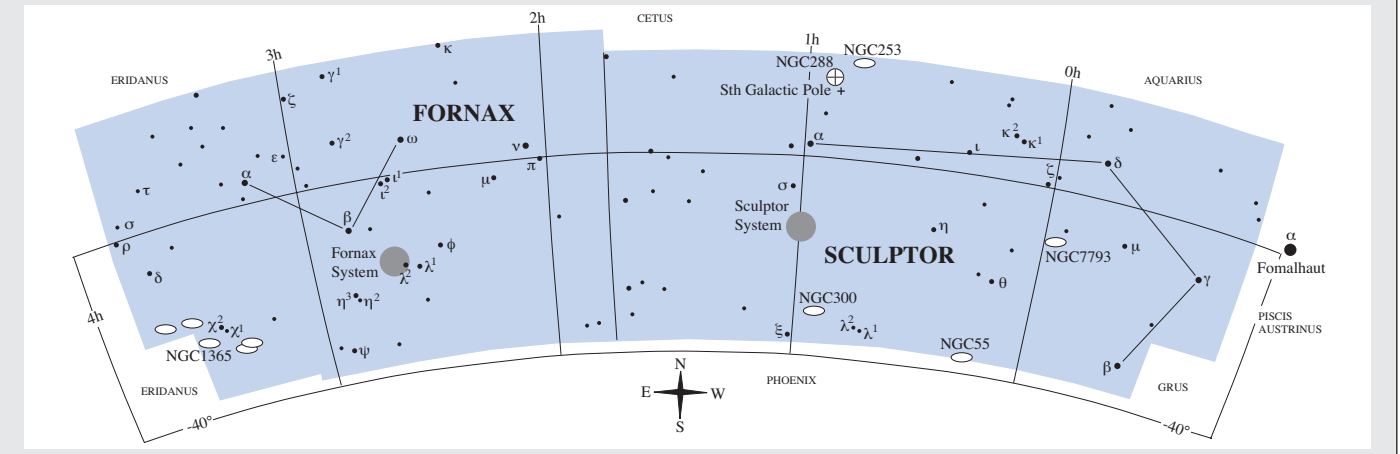 2h
CETUS
3h
κ
1h
NGC253
NGC288
γ¹
0h
ERIDANUS
AQUARIUS
ζ
Sth Galactic Pole +
FORNAX
κ² κ¹
γ²
ω
ν
α
ι
ε
π
δ
α
ι¹
ι²
μ
ζ
τ
σ
Sculptor
System
β
σ
η
α
ρ
Fornax
System
φ
SCULPTOR
μ
NGC7793
Fomalhaut
λ² λ¹
δ
θ
γ
η³ η²
NGC300
4h
χ² χ¹
λ² λ¹
PISCIS
AUSTRINUS
ξ
NGC1365
ψ
NGC55
β
N
PHOENIX
ERIDANUS
E W
GRUS
S
-40°
-40°